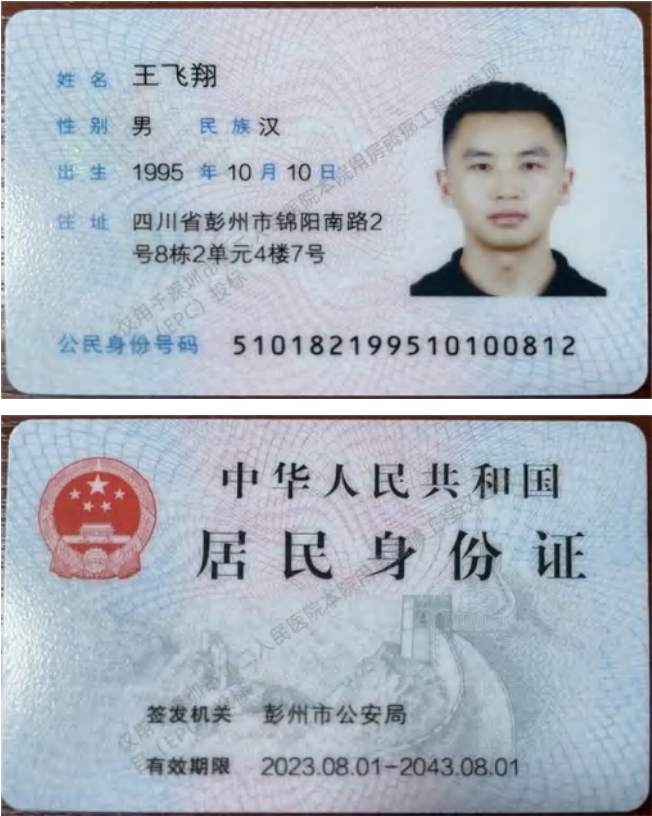 姓名 王飞翔
性别 男 民族 汉
出生 1995 年 10 月 10 日
住址 四川省彭州市锦阳南路2
号8栋2单元4楼7号
公民身份号码 510182199510100812
中华人民共和国
居民身份证
签发机关 彭州市公安局
有效期限 2023.08.01-2043.08.01